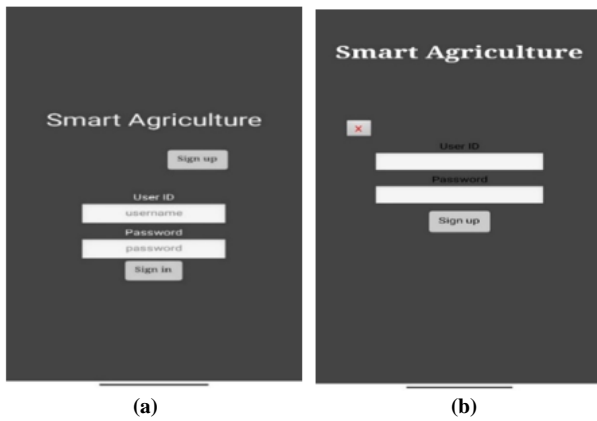 Smart Agriculture
Sign up
User ID
username
Password
password
Sign in
(a)
Smart Agriculture
User ID
Password
Sign up
(b)